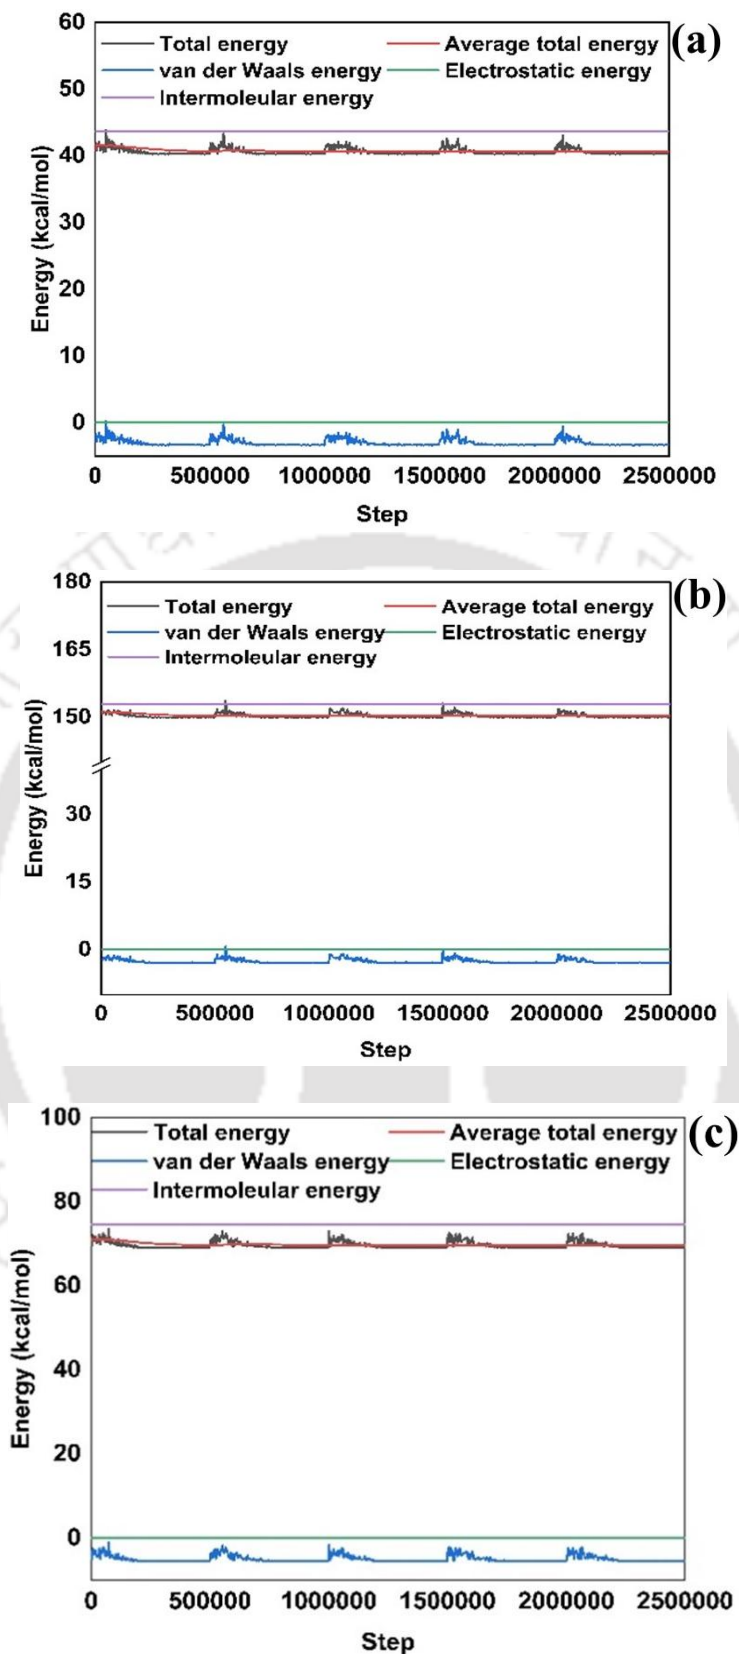 (a)
60
Total energy Average total energy
van der Waals energy Electrostatic energy
Intermoleular energy
50
40
30
20
10
0
Energy (kcal/mol)
0 500000 1000000 1500000 2000000 2500000
Step
(b)
180
Total energy Average total energy
van der Waals energy Electrostatic energy
Intermoleular energy
165
150
30
15
0
Energy (kcal/mol)
0 500000 1000000 1500000 2000000 2500000
Step
(c)
100
Total energy Average total energy
van der Waals energy Electrostatic energy
Intermoleular energy
80
60
40
20
0
Energy (kcal/mol)
0 500000 1000000 1500000 2000000 2500000
Step